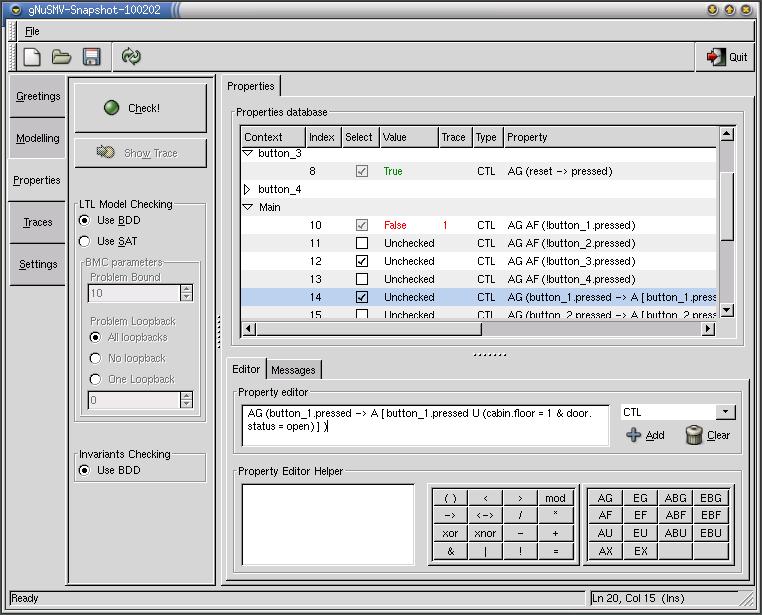 gNuSMV-Snapshot-100202
File
Quit
Greetings
Modelling
Properties
Traces
Settings
Check!
Show Trace
LTL Model Checking
Use BDD
Use SAT
BMC parameters
Problem Bound
10
Problem Loopback
All loopbacks
No loopback
One Loopback
0
Invariants Checking
Use BDD
Properties
Properties database
Context Index Select Value Trace Type Property
button_3
8 True CTL AG (reset -> pressed)
button_4
Main
10 False 1 CTL AG AF (!button_1.pressed)
11 Unchecked CTL AG AF (!button_2.pressed)
12 Unchecked CTL AG AF (!button_3.pressed)
13 Unchecked CTL AG AF (!button_4.pressed)
14 Unchecked CTL AG (button_1.pressed -> A [ button_1.press
15 Unchecked CTL AG (button_2.pressed -> A [ button_2.press
Editor Messages
Property editor
AG (button_1.pressed -> A [ button_1.pressed U (cabin.floor = 1 & door.
status = open) ] )
CTL
Add Clear
Property Editor Helper
( ) < > mod
-> <-> / *
xor xnor - +
& | ! =
AG EG ABG EBG
AF EF ABF EBF
AU EU ABU EBU
AX EX
Ready
Ln 20, Col 15 (Ins)